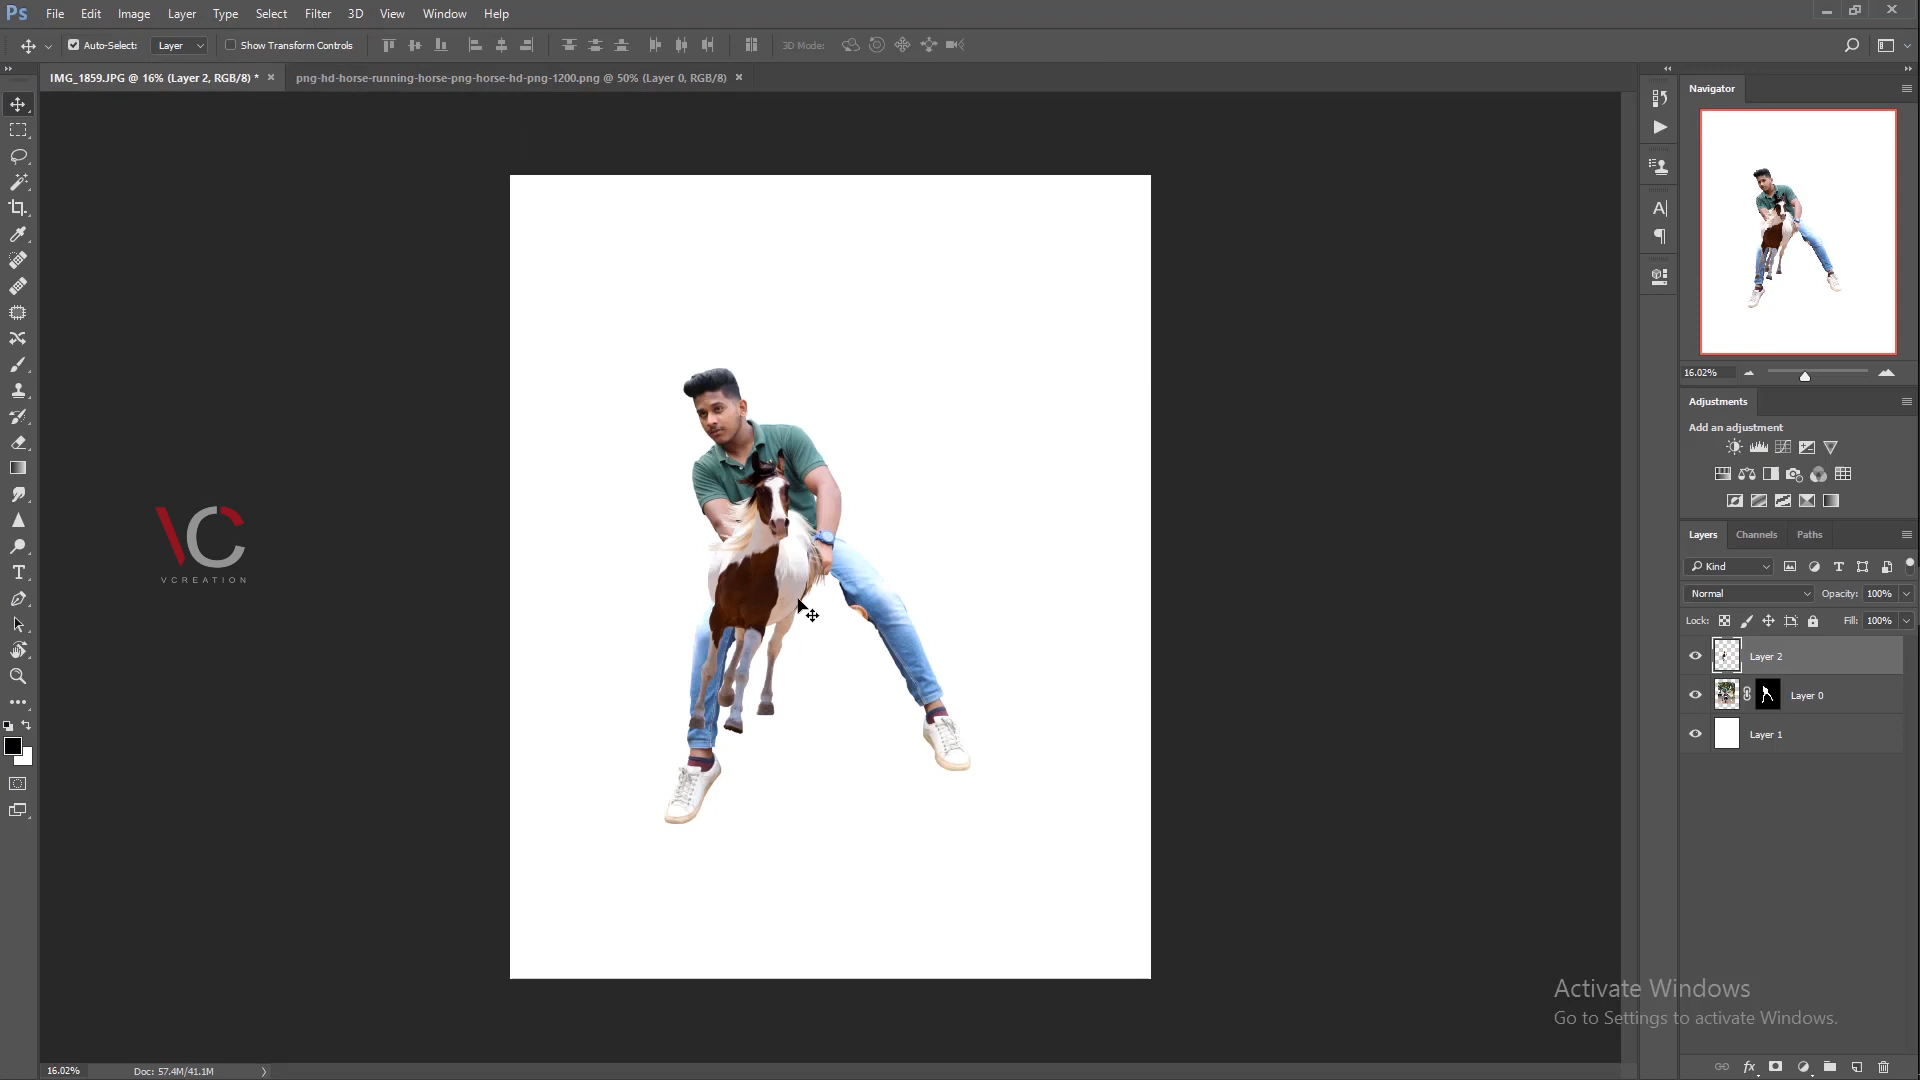 Ps File Edit Image Layer Type Select Filter 3D View Window Help
Auto-Select: Layer Show Transform Controls 3D Mode:
IMG_1859.JPG @ 16% (Layer 2, RGB/8) * × png-hd-horse-running-horse-png-horse-hd-png-1200.png @ 50% (Layer 0, RGB/8) ×
Navigator
16.02%
Adjustments
Add an adjustment
Layers Channels Paths
Kind
Normal Opacity: 100%
Lock: Fill: 100%
Layer 2
Layer 0
Layer 1
VC
VCREATION
Activate Windows
Go to Settings to activate Windows.
16.02% Doc: 57.4M/41.1M